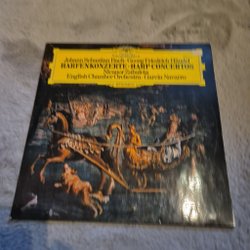 Johann Sebastian Bach · Georg Friedrich Händel
HARFENKONZERTE · HARP CONCERTOS
Nicanor Zabaleta
English Chamber Orchestra · Garcia Navarro